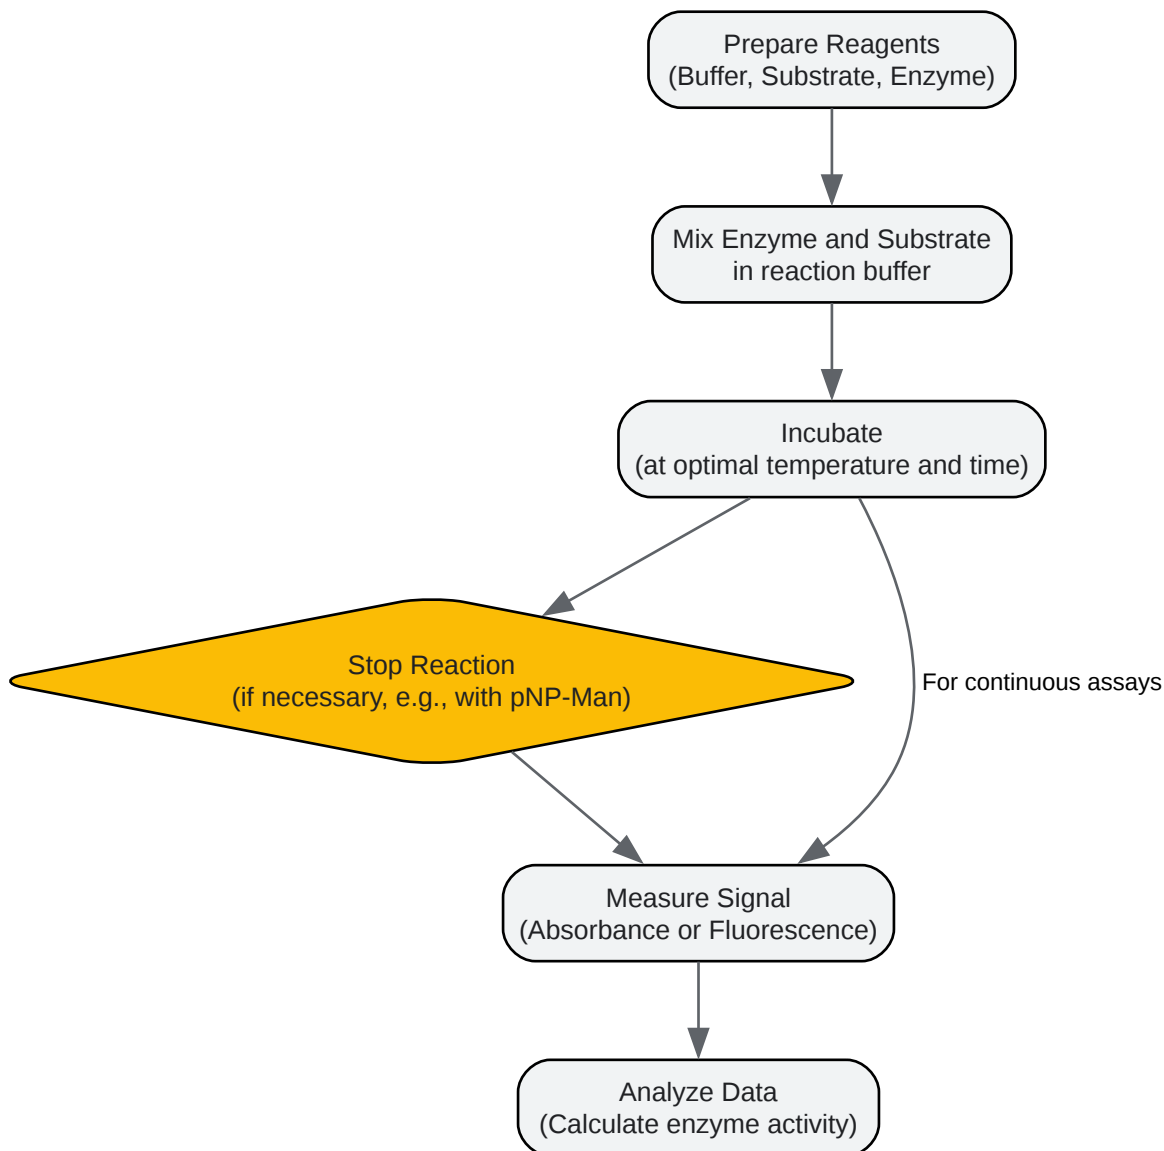 Prepare Reagents
(Buffer, Substrate, Enzyme)
Mix Enzyme and Substrate
in reaction buffer
Incubate
(at optimal temperature and time)
Stop Reaction
(if necessary, e.g., with pNP-Man)
For continuous assays
Measure Signal
(Absorbance or Fluorescence)
Analyze Data
(Calculate enzyme activity)